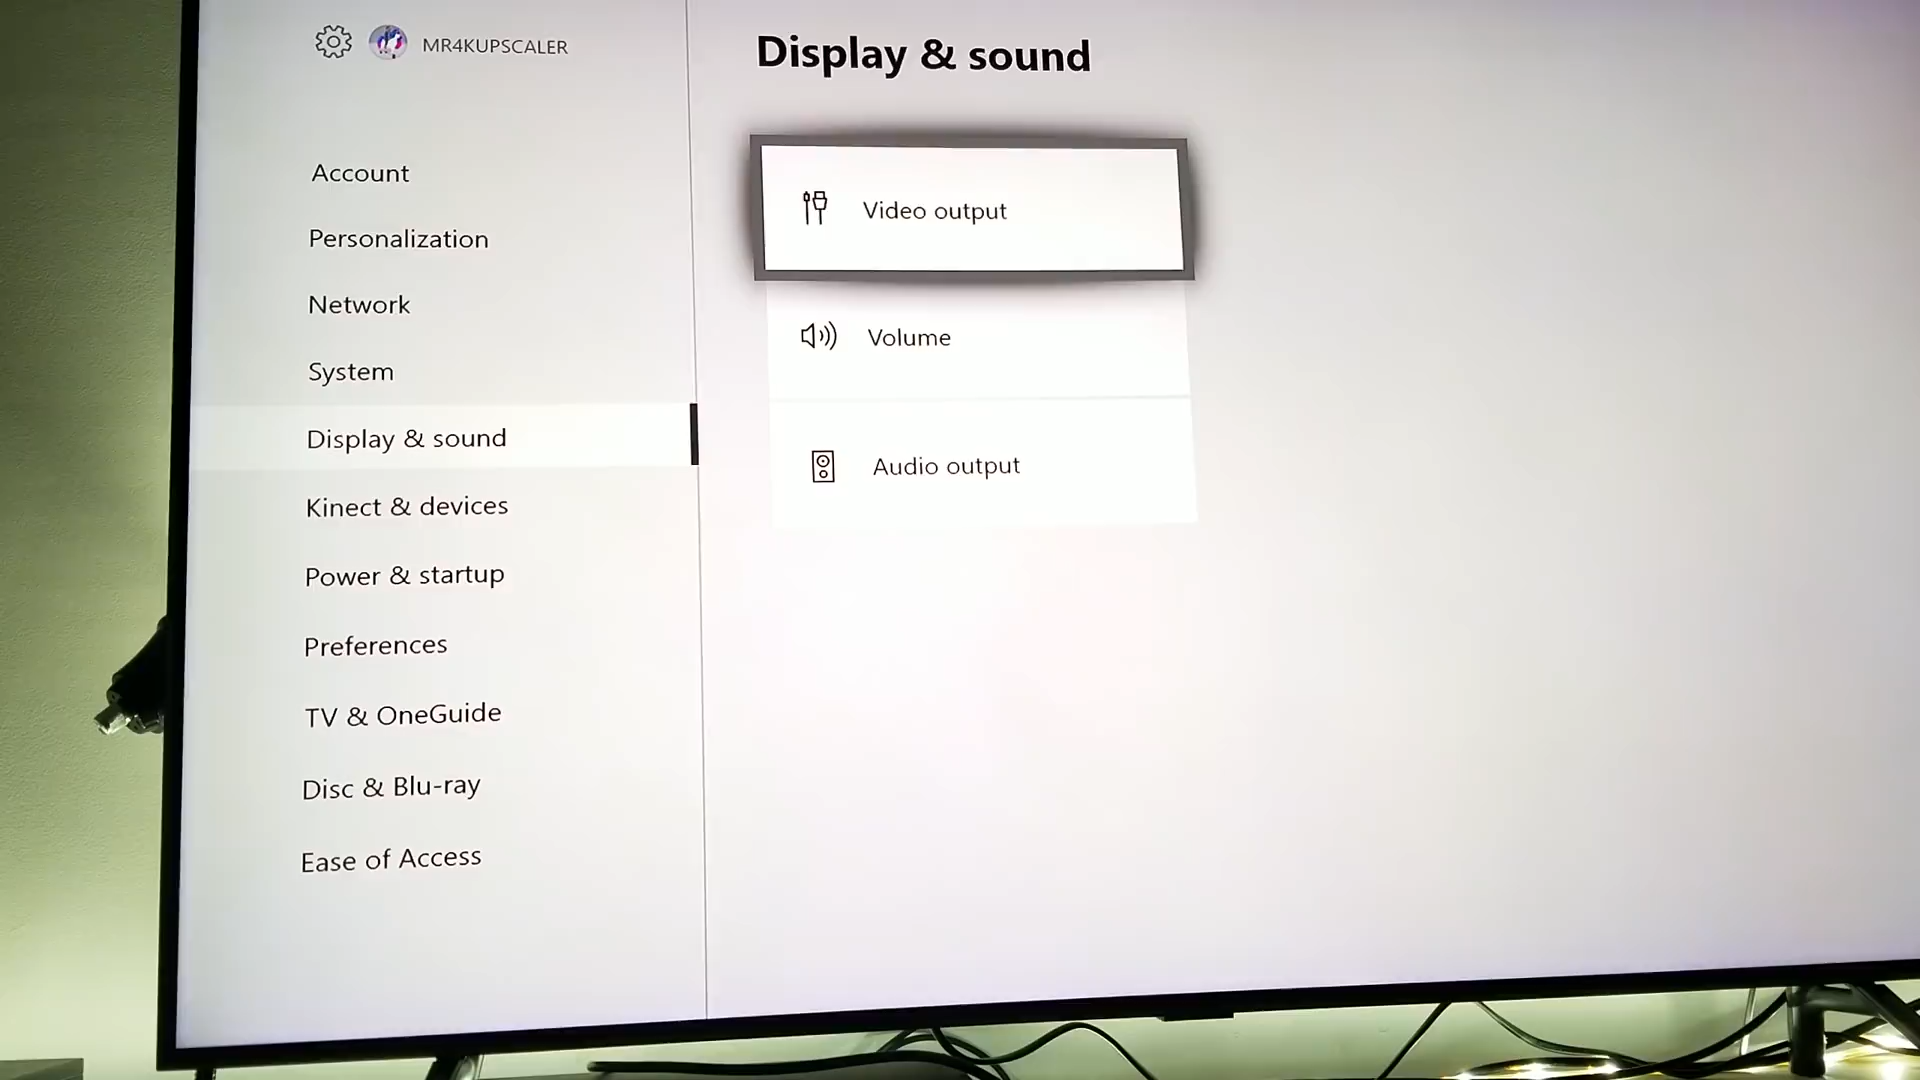 MR4KUPSCALER
Account
Personalization
Network
System
Display & sound
Kinect & devices
Power & startup
Preferences
TV & OneGuide
Disc & Blu-ray
Ease of Access
Display & sound
Video output
Volume
Audio output